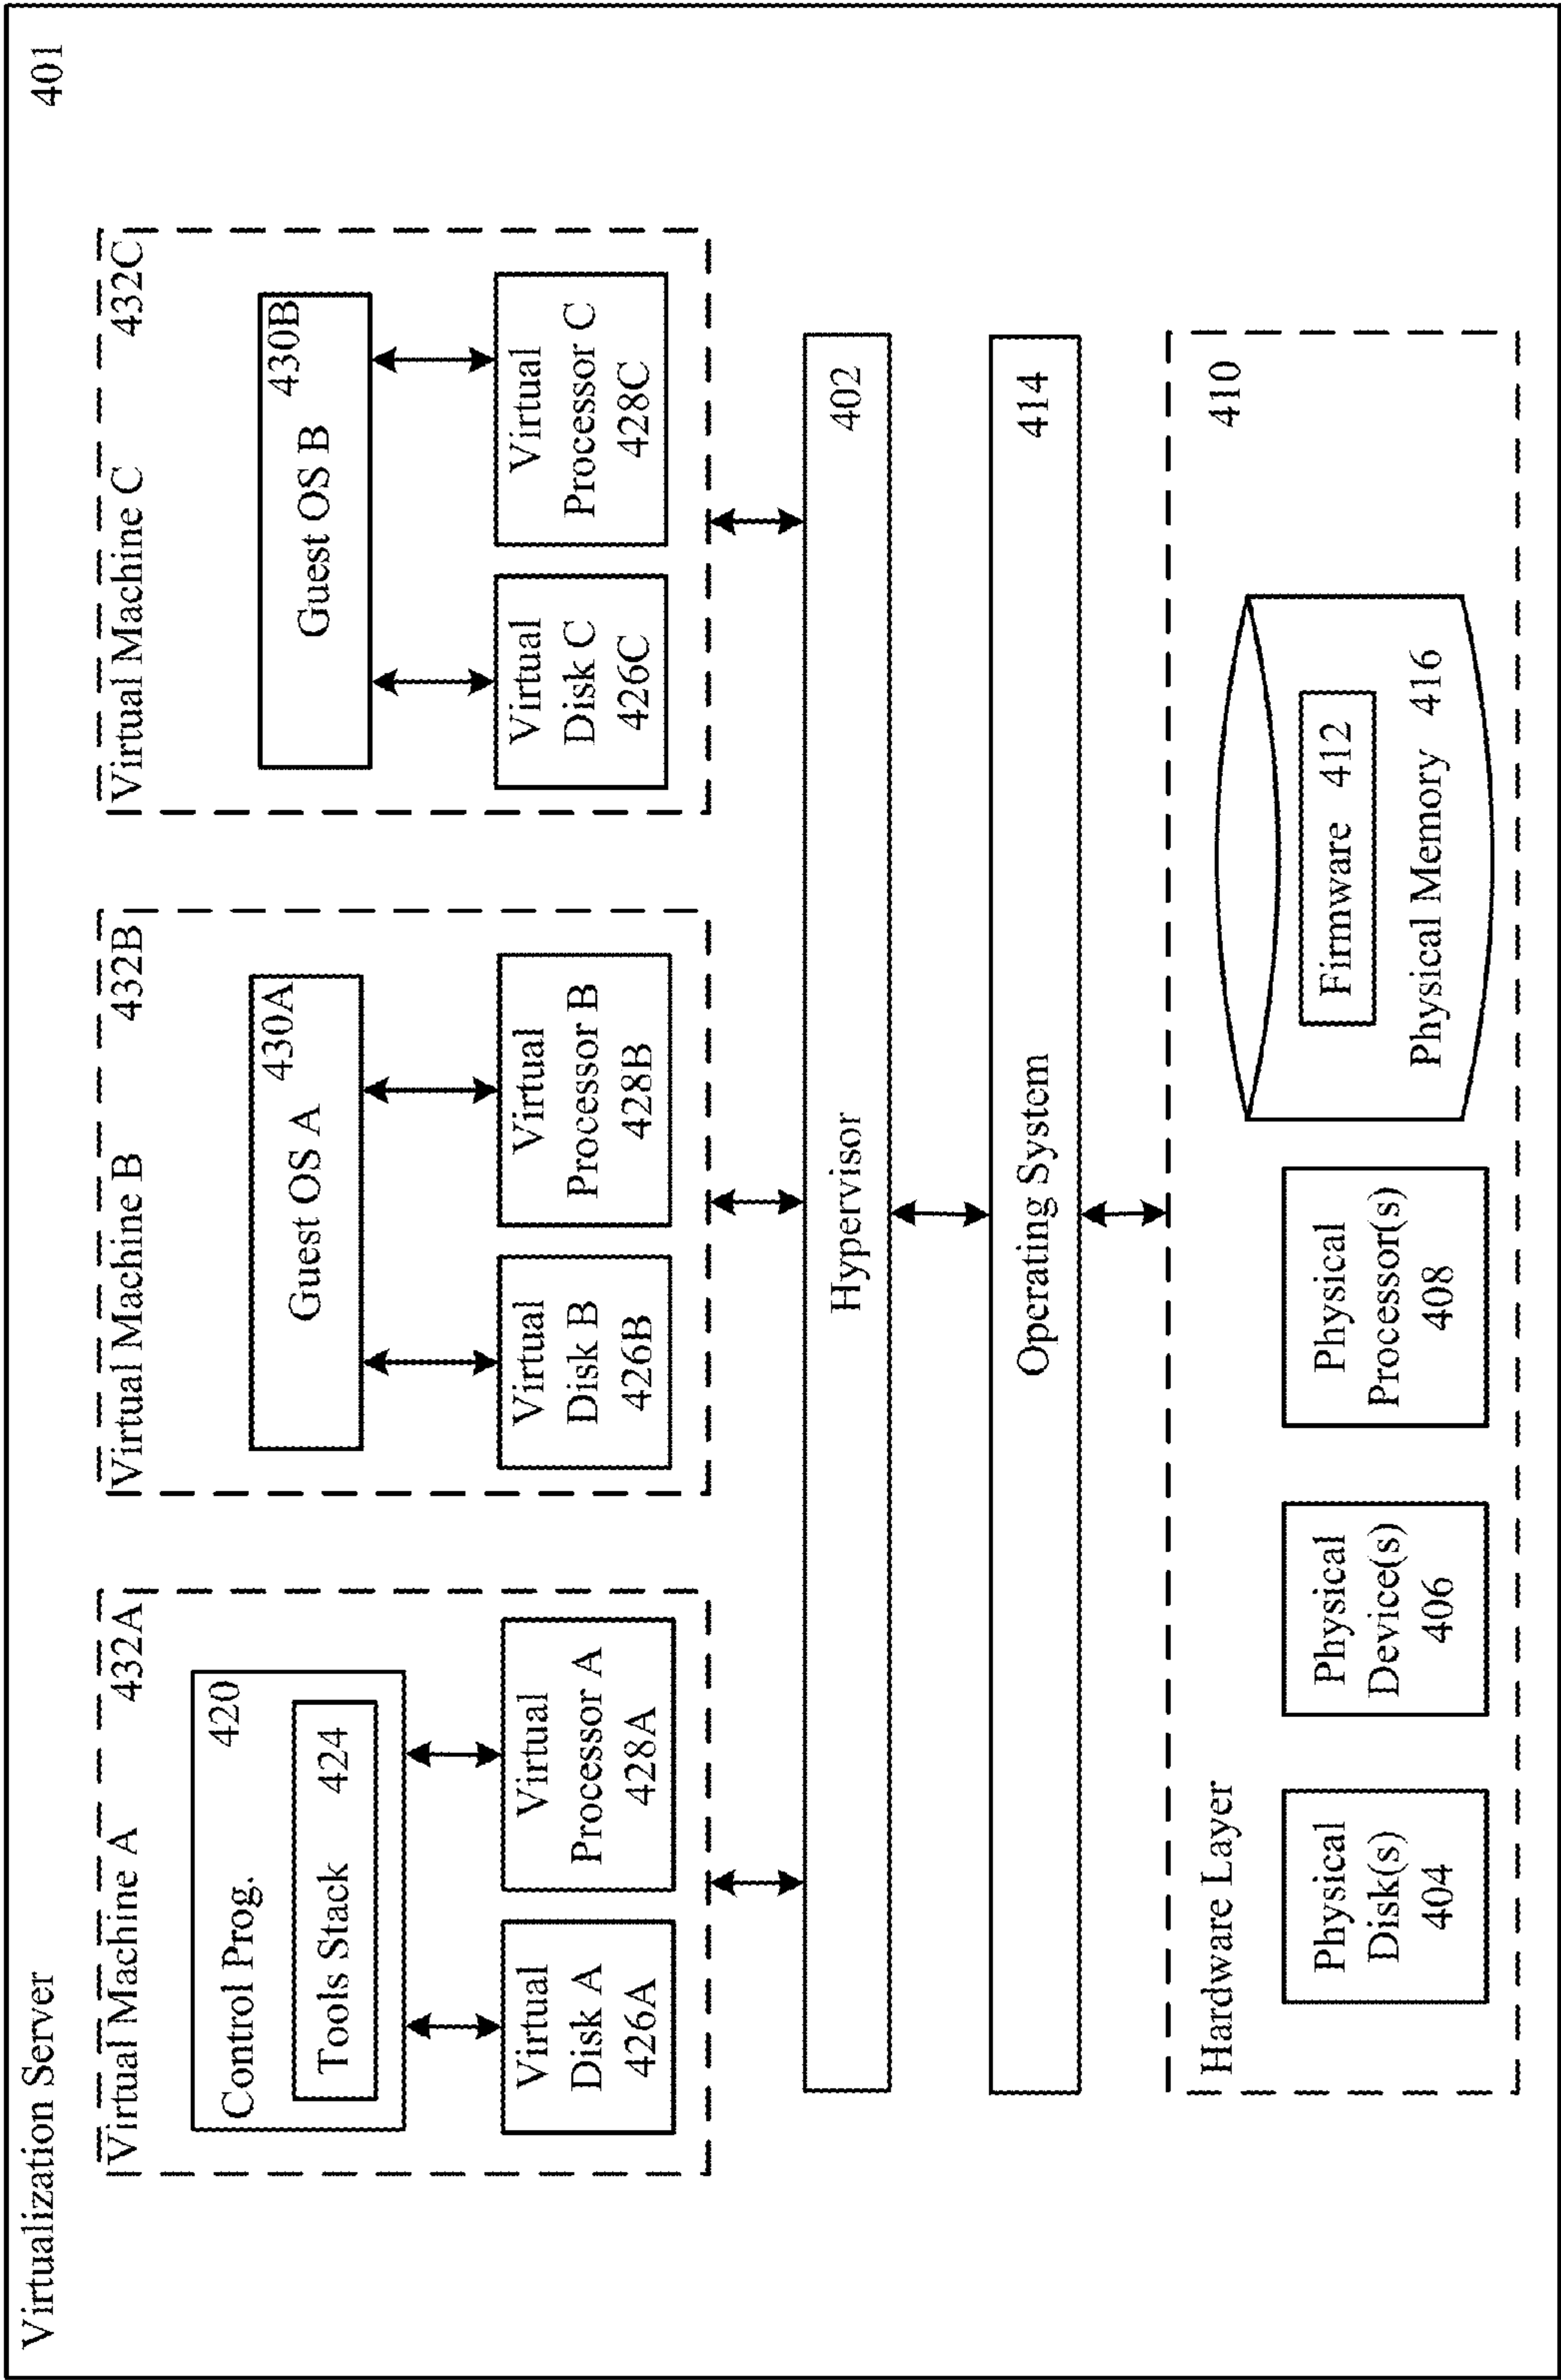 Virtualization Server
401
Virtual Machine A
432A
Control Prog.
420
Tools Stack 424
Virtual
Disk A
426A
Virtual
Processor A
428A
Virtual Machine B
432B
430A
Guest OS A
Virtual
Disk B
426B
Virtual
Processor B
428B
Virtual Machine C
432C
430B
Guest OS B
Virtual
Disk C
426C
Virtual
Processor C
428C
Hypervisor
402
Operating System
414
Hardware Layer
410
Physical
Disk(s)
404
Physical
Device(s)
406
Physical
Processor(s)
408
Firmware 412
Physical Memory 416